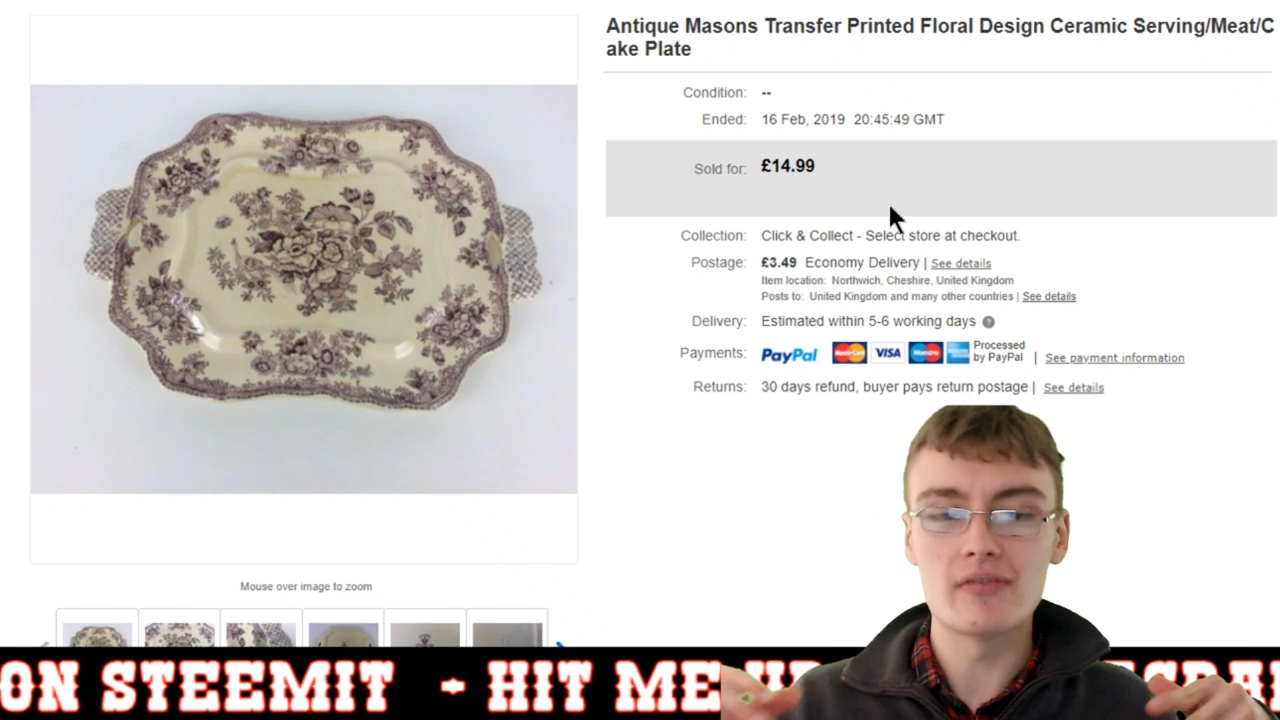 Antique Masons Transfer Printed Floral Design Ceramic Serving/Meat/C
ake Plate
Condition: --
Ended: 16 Feb, 2019 20:45:49 GMT
Sold for: £14.99
Collection: Click & Collect - Select store at checkout.
Postage: £3.49 Economy Delivery | See details
Item location: Northwich, Cheshire, United Kingdom
Posts to: United Kingdom and many other countries | See details
Delivery: Estimated within 5-6 working days ?
Payments: PayPal MasterCard VISA Maestro Processed by PayPal | See payment information
Returns: 30 days refund, buyer pays return postage | See details
Mouse over image to zoom
ON STEEMIT - HIT ME